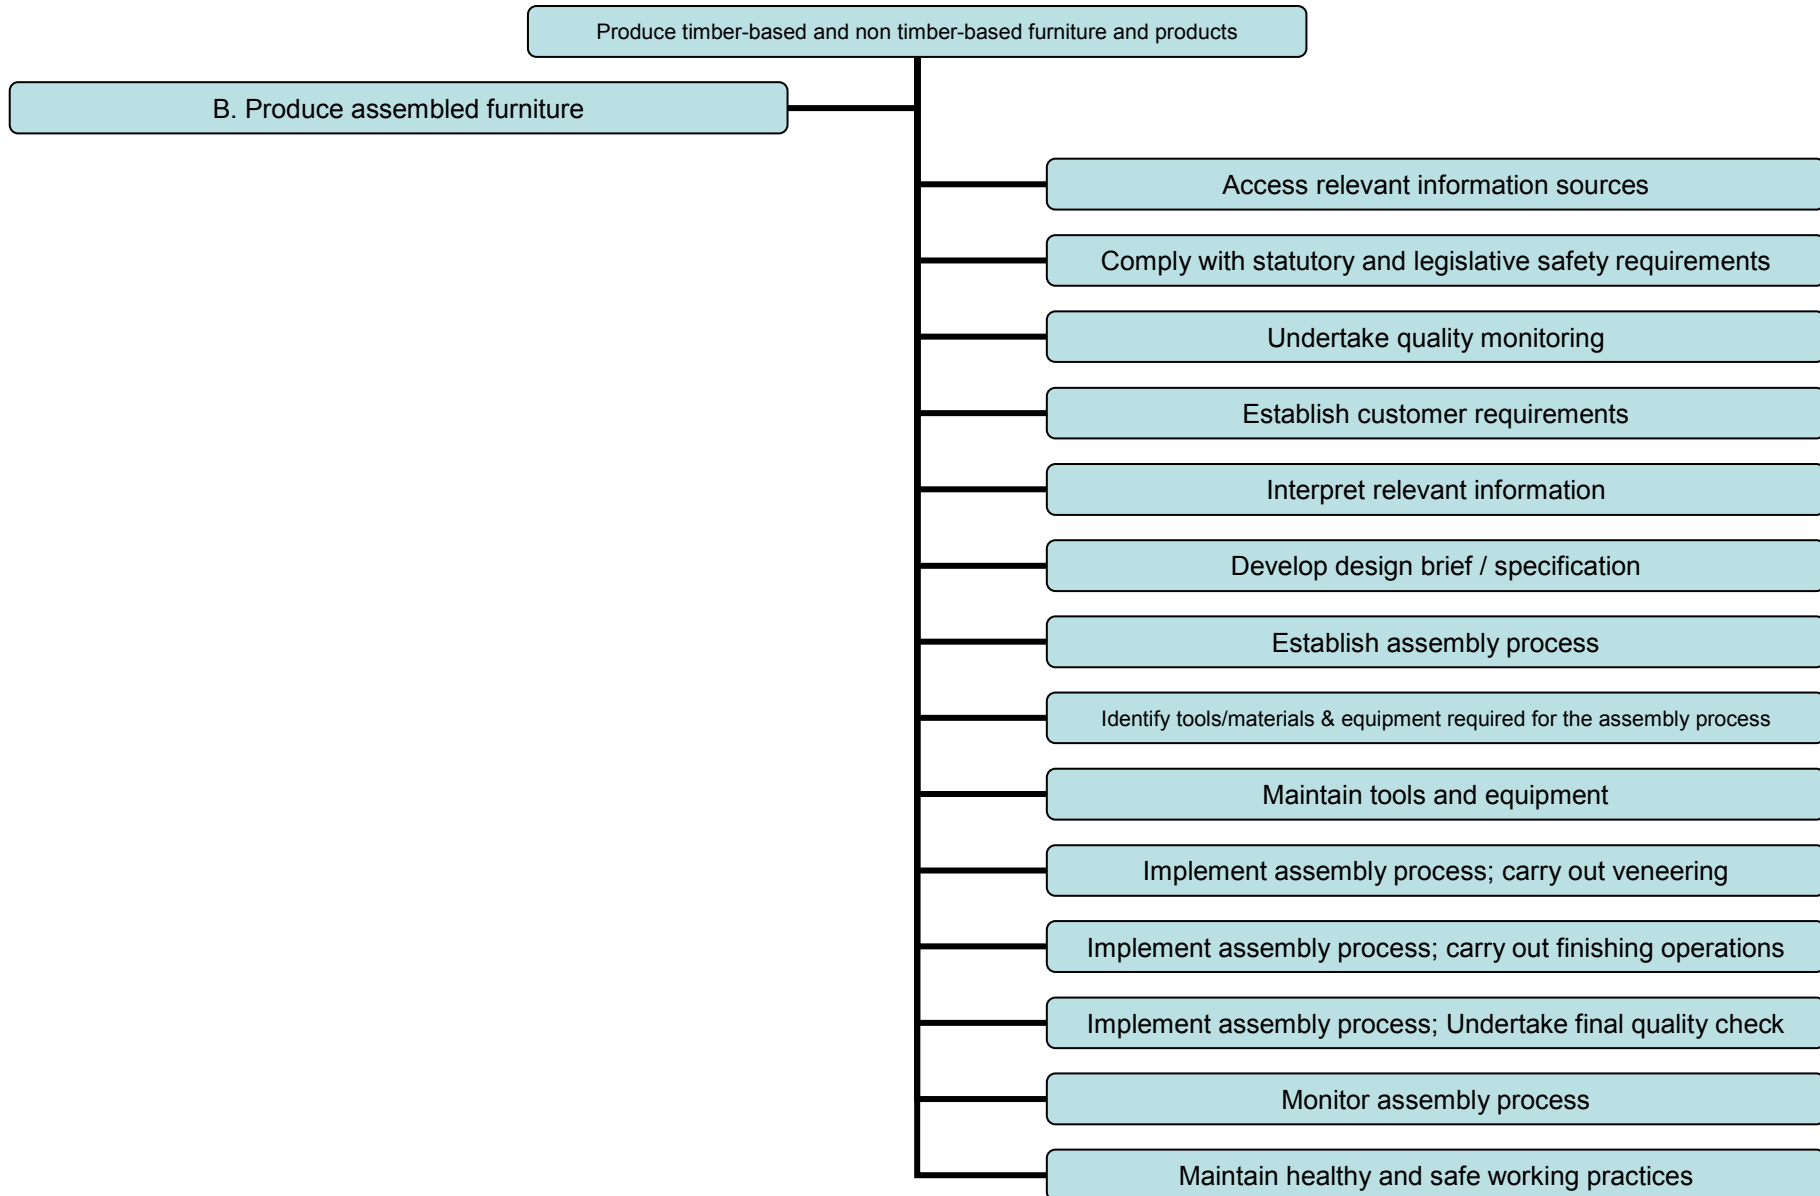 Produce timber-based and non timber-based furniture and products
B. Produce assembled furniture
Access relevant information sources
Comply with statutory and legislative safety requirements
Undertake quality monitoring
Establish customer requirements
Interpret relevant information
Develop design brief / specification
Establish assembly process
Identify tools/materials & equipment required for the assembly process
Maintain tools and equipment
Implement assembly process; carry out veneering
Implement assembly process; carry out finishing operations
Implement assembly process; Undertake final quality check
Monitor assembly process
Maintain healthy and safe working practices